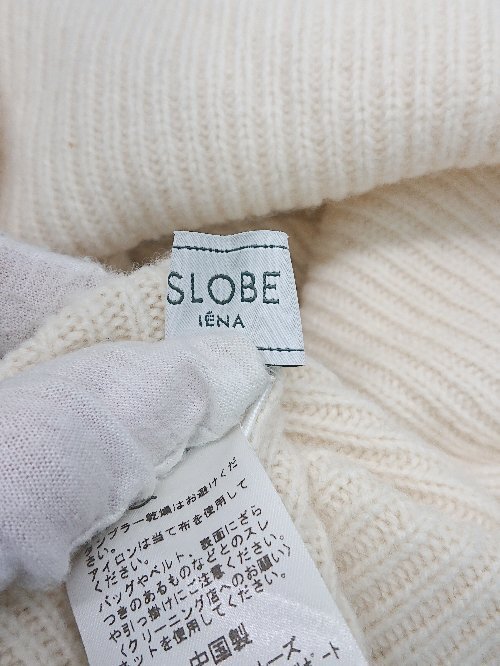 SLOBE
IÉNA
ンブラー乾燥はお避けくだ
さい。
アイロンは当て布を使用して
ください。
バッグやベルト、表面にざら
つきのあるものなどとのスレ
や引っ掛けにご注意ください。
〈クリーニング店へのお願い〉
ネットを使用してください。
中国製